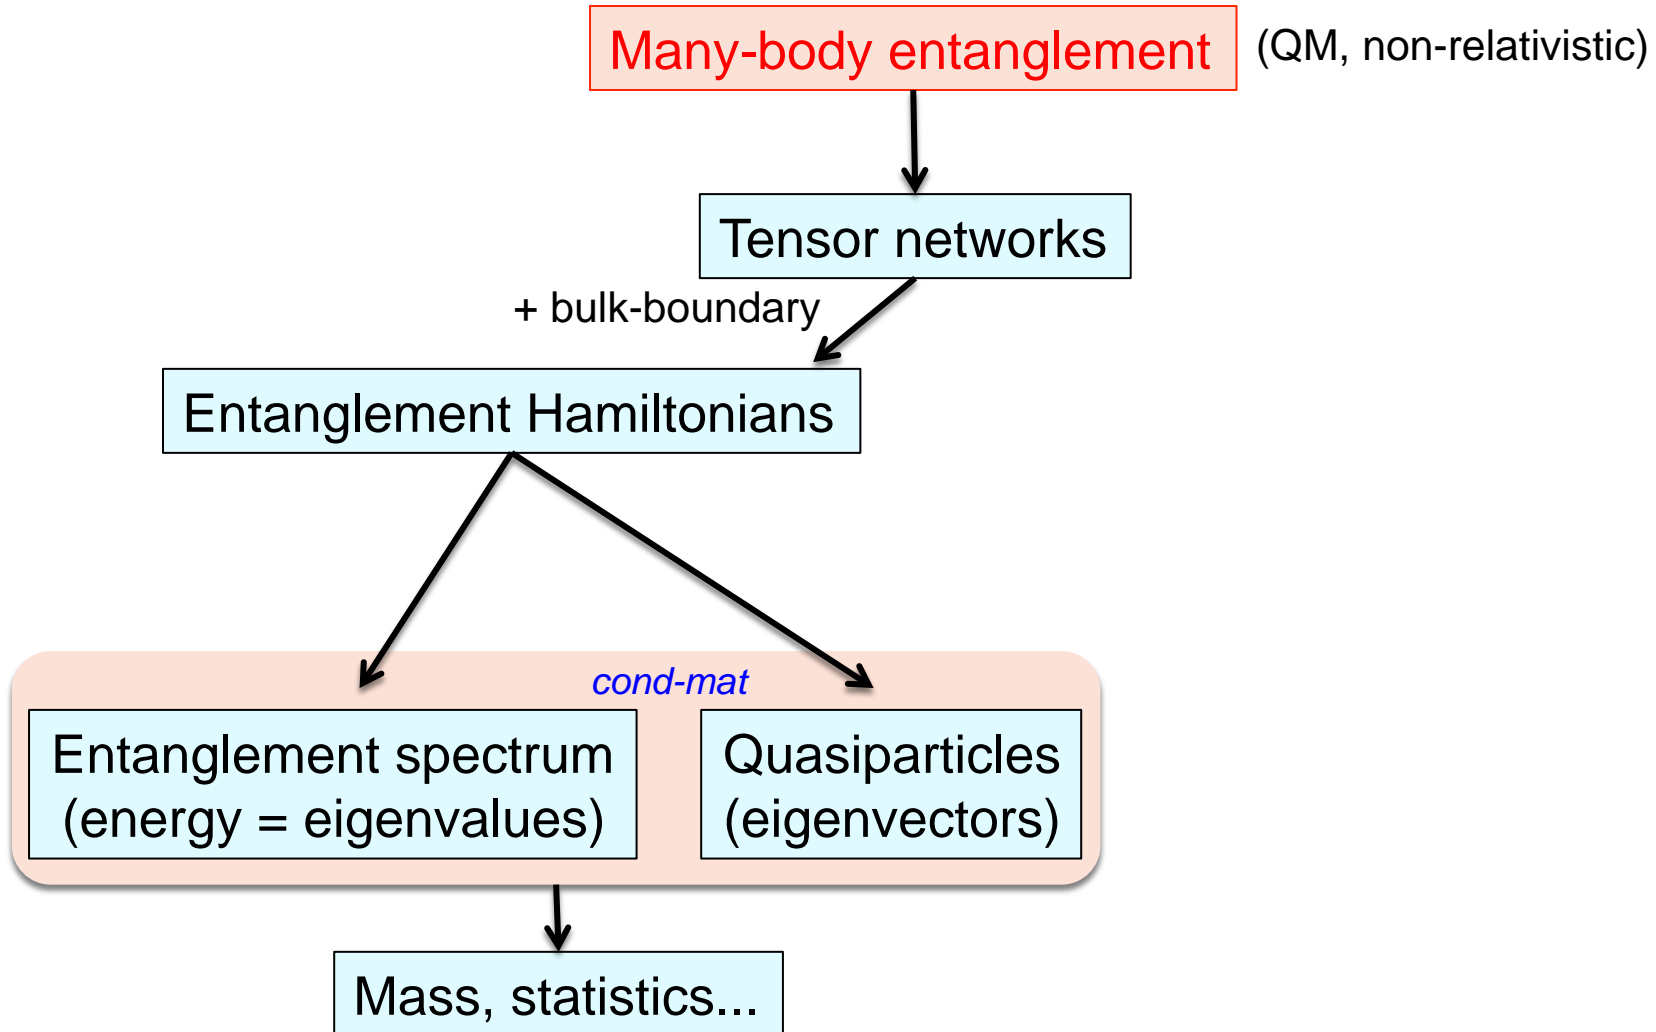 Many-body entanglement
(QM, non-relativistic)
Tensor networks
+ bulk-boundary
Entanglement Hamiltonians
cond-mat
Entanglement spectrum
(energy = eigenvalues)
Quasiparticles
(eigenvectors)
Mass, statistics...